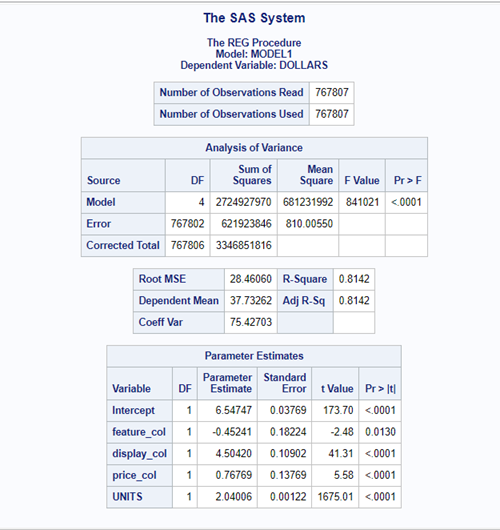 The SAS System
The REG Procedure
Model: MODEL1
Dependent Variable: DOLLARS
Number of Observations Read 767807
Number of Observations Used 767807
Analysis of Variance
Source DF Sum of Squares Mean Square F Value Pr > F
Model 4 2724927970 681231992 841021 <.0001
Error 767802 621923846 810.00550
Corrected Total 767806 3346851816
Root MSE 28.46060 R-Square 0.8142
Dependent Mean 37.73262 Adj R-Sq 0.8142
Coeff Var 75.42703
Parameter Estimates
Variable DF Parameter Estimate Standard Error t Value Pr > |t|
Intercept 1 6.54747 0.03769 173.70 <.0001
feature_col 1 -0.45241 0.18224 -2.48 0.0130
display_col 1 4.50420 0.10902 41.31 <.0001
price_col 1 0.76769 0.13769 5.58 <.0001
UNITS 1 2.04006 0.00122 1675.01 <.0001